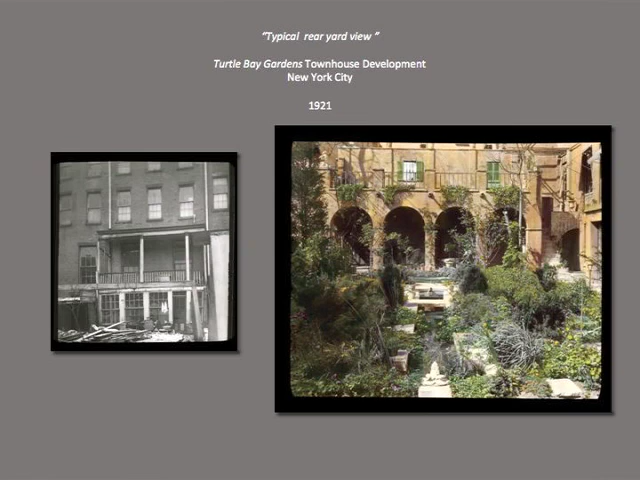 “Typical rear yard view ”
Turtle Bay Gardens Townhouse Development
New York City
1921